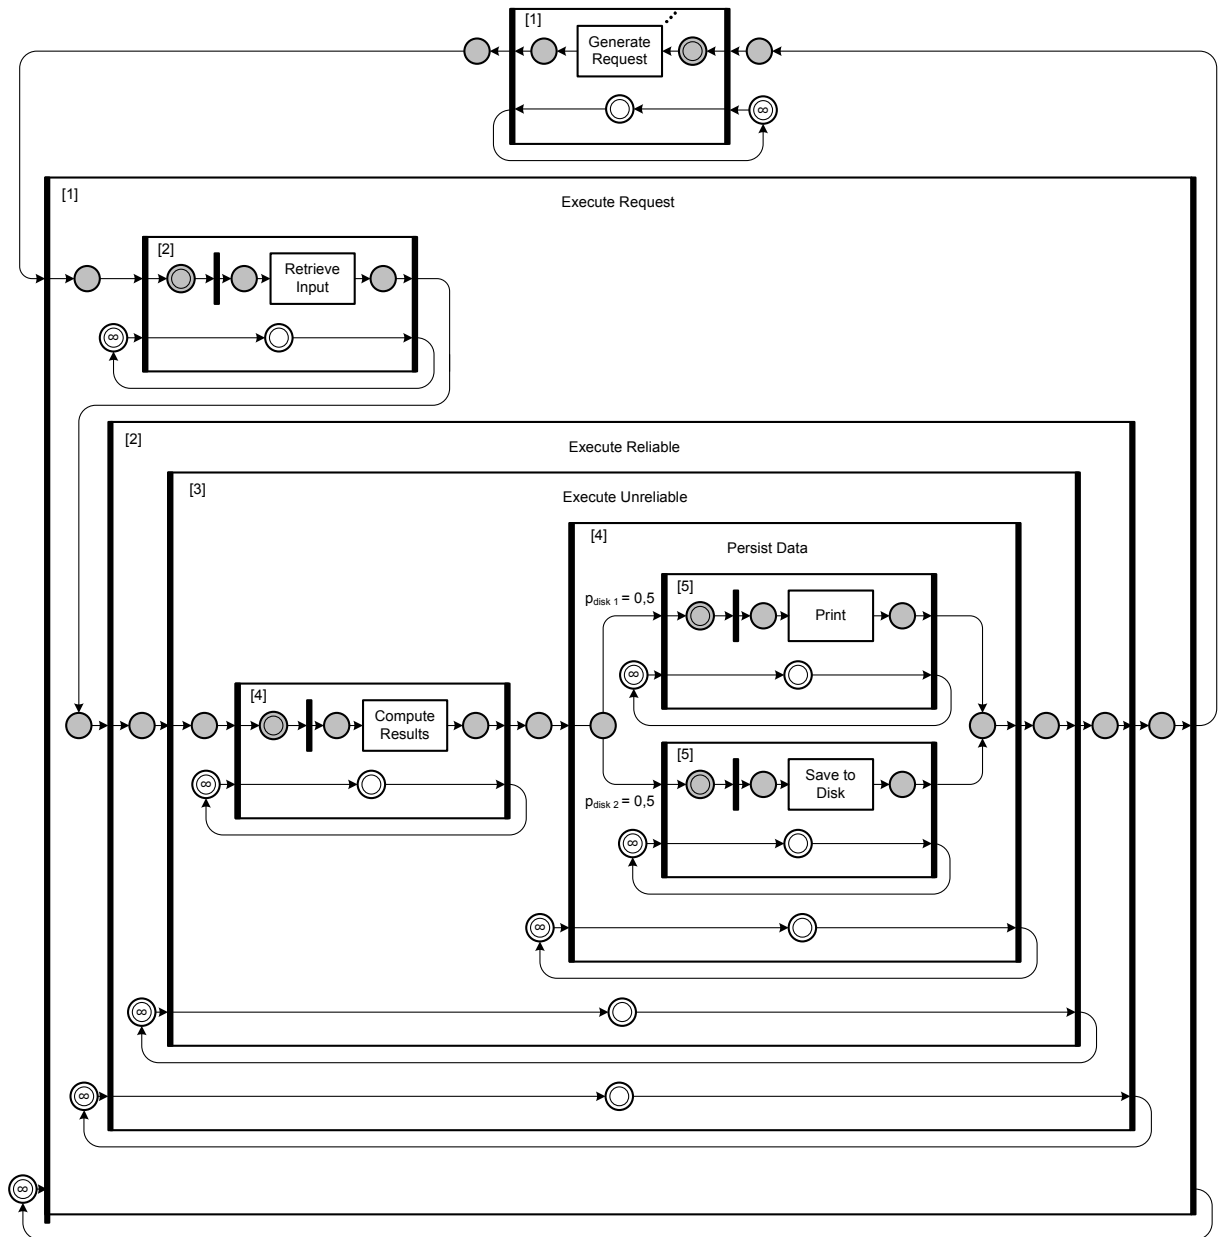 [1]
Generate
Request
∞
[1]
Execute Request
[2]
Retrieve
Input
∞
[2]
Execute Reliable
[3]
Execute Unreliable
[4]
Persist Data
[5]
p disk 1 = 0,5
Print
∞
[4]
Compute
Results
∞
[5]
Save to
Disk
p disk 2 = 0,5
∞
∞
∞
∞
∞